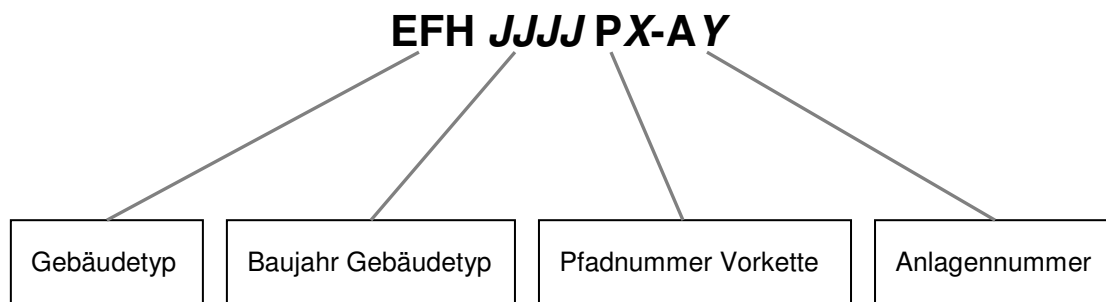 EFH JJJJ PX-AY
Gebäudetyp
Baujahr Gebäudetyp
Pfadnummer Vorkette
Anlagennummer